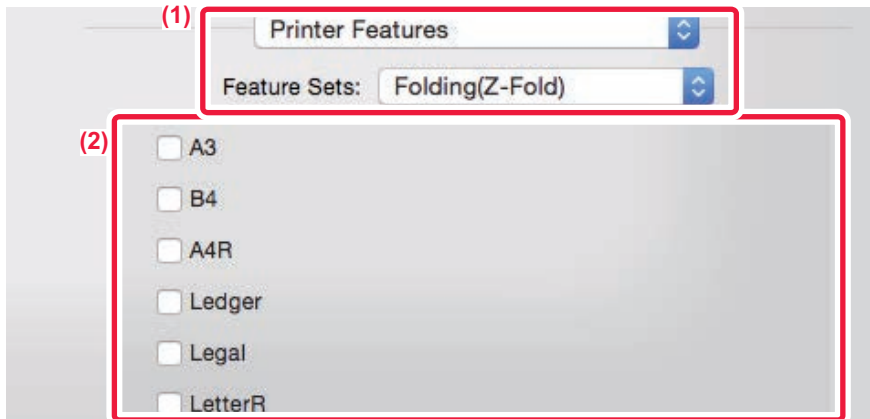 (1)
Printer Features
Feature Sets: Folding(Z-Fold)
(2)
A3
B4
A4R
Ledger
Legal
LetterR